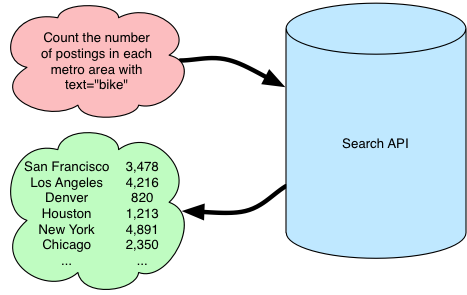 Count the number
of postings in each
metro area with
text="bike"
Search API
San Francisco 3,478
Los Angeles 4,216
Denver 820
Houston 1,213
New York 4,891
Chicago 2,350
... ...